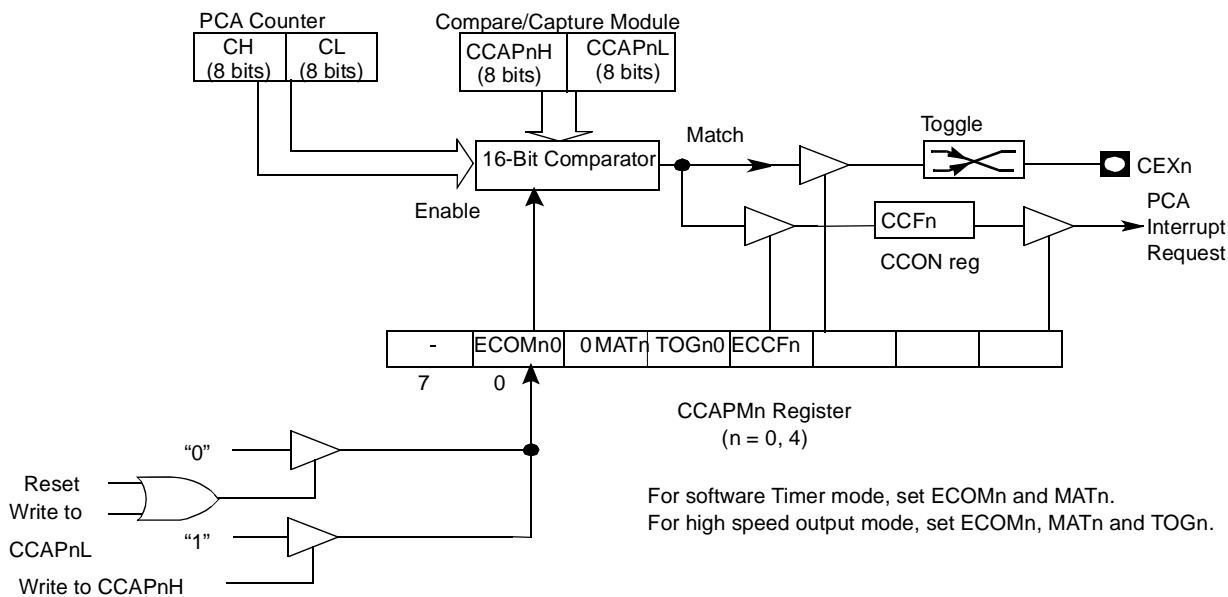 PCA Counter
CH
(8 bits)
CL
(8 bits)
Compare/Capture Module
CCAPnH
(8 bits)
CCAPnL
(8 bits)
16-Bit Comparator
Match
Toggle
CEXn
Enable
CCFn
CCON reg
PCA
Interrupt
Request
- ECOMn0 0 MATn TOGn0 ECCFn
7 0
CCAPMn Register
(n = 0, 4)
“0”
Reset
Write to
CCAPnL
“1”
Write to CCAPnH
For software Timer mode, set ECOMn and MATn.
For high speed output mode, set ECOMn, MATn and TOGn.